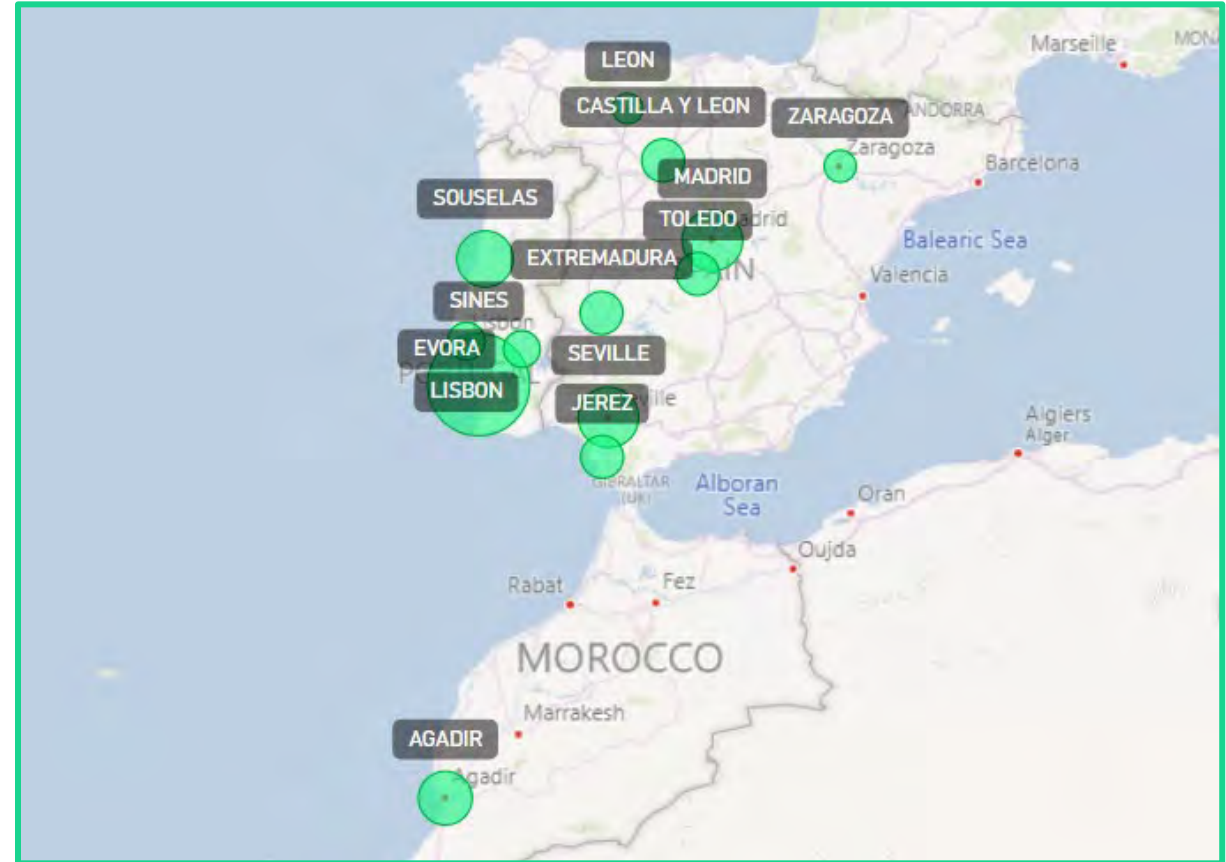 Marseille
MON
LEON
CASTILLA Y LEON
ZARAGOZA
ANDORRA
Zaragoza
Barcelona
MADRID
SOUSELAS
TOLEDO
adrid
EXTREMADURA
Balearic Sea
AIN
Valencia
SINES
Lisbon
EVORA
SEVILLE
LISBON
JEREZ
ville
Algiers
Alger
GIBRALTAR
(UK)
Alboran
Sea
Oran
Oujda
Rabat
Fez
MOROCCO
Marrakesh
AGADIR
Agadir